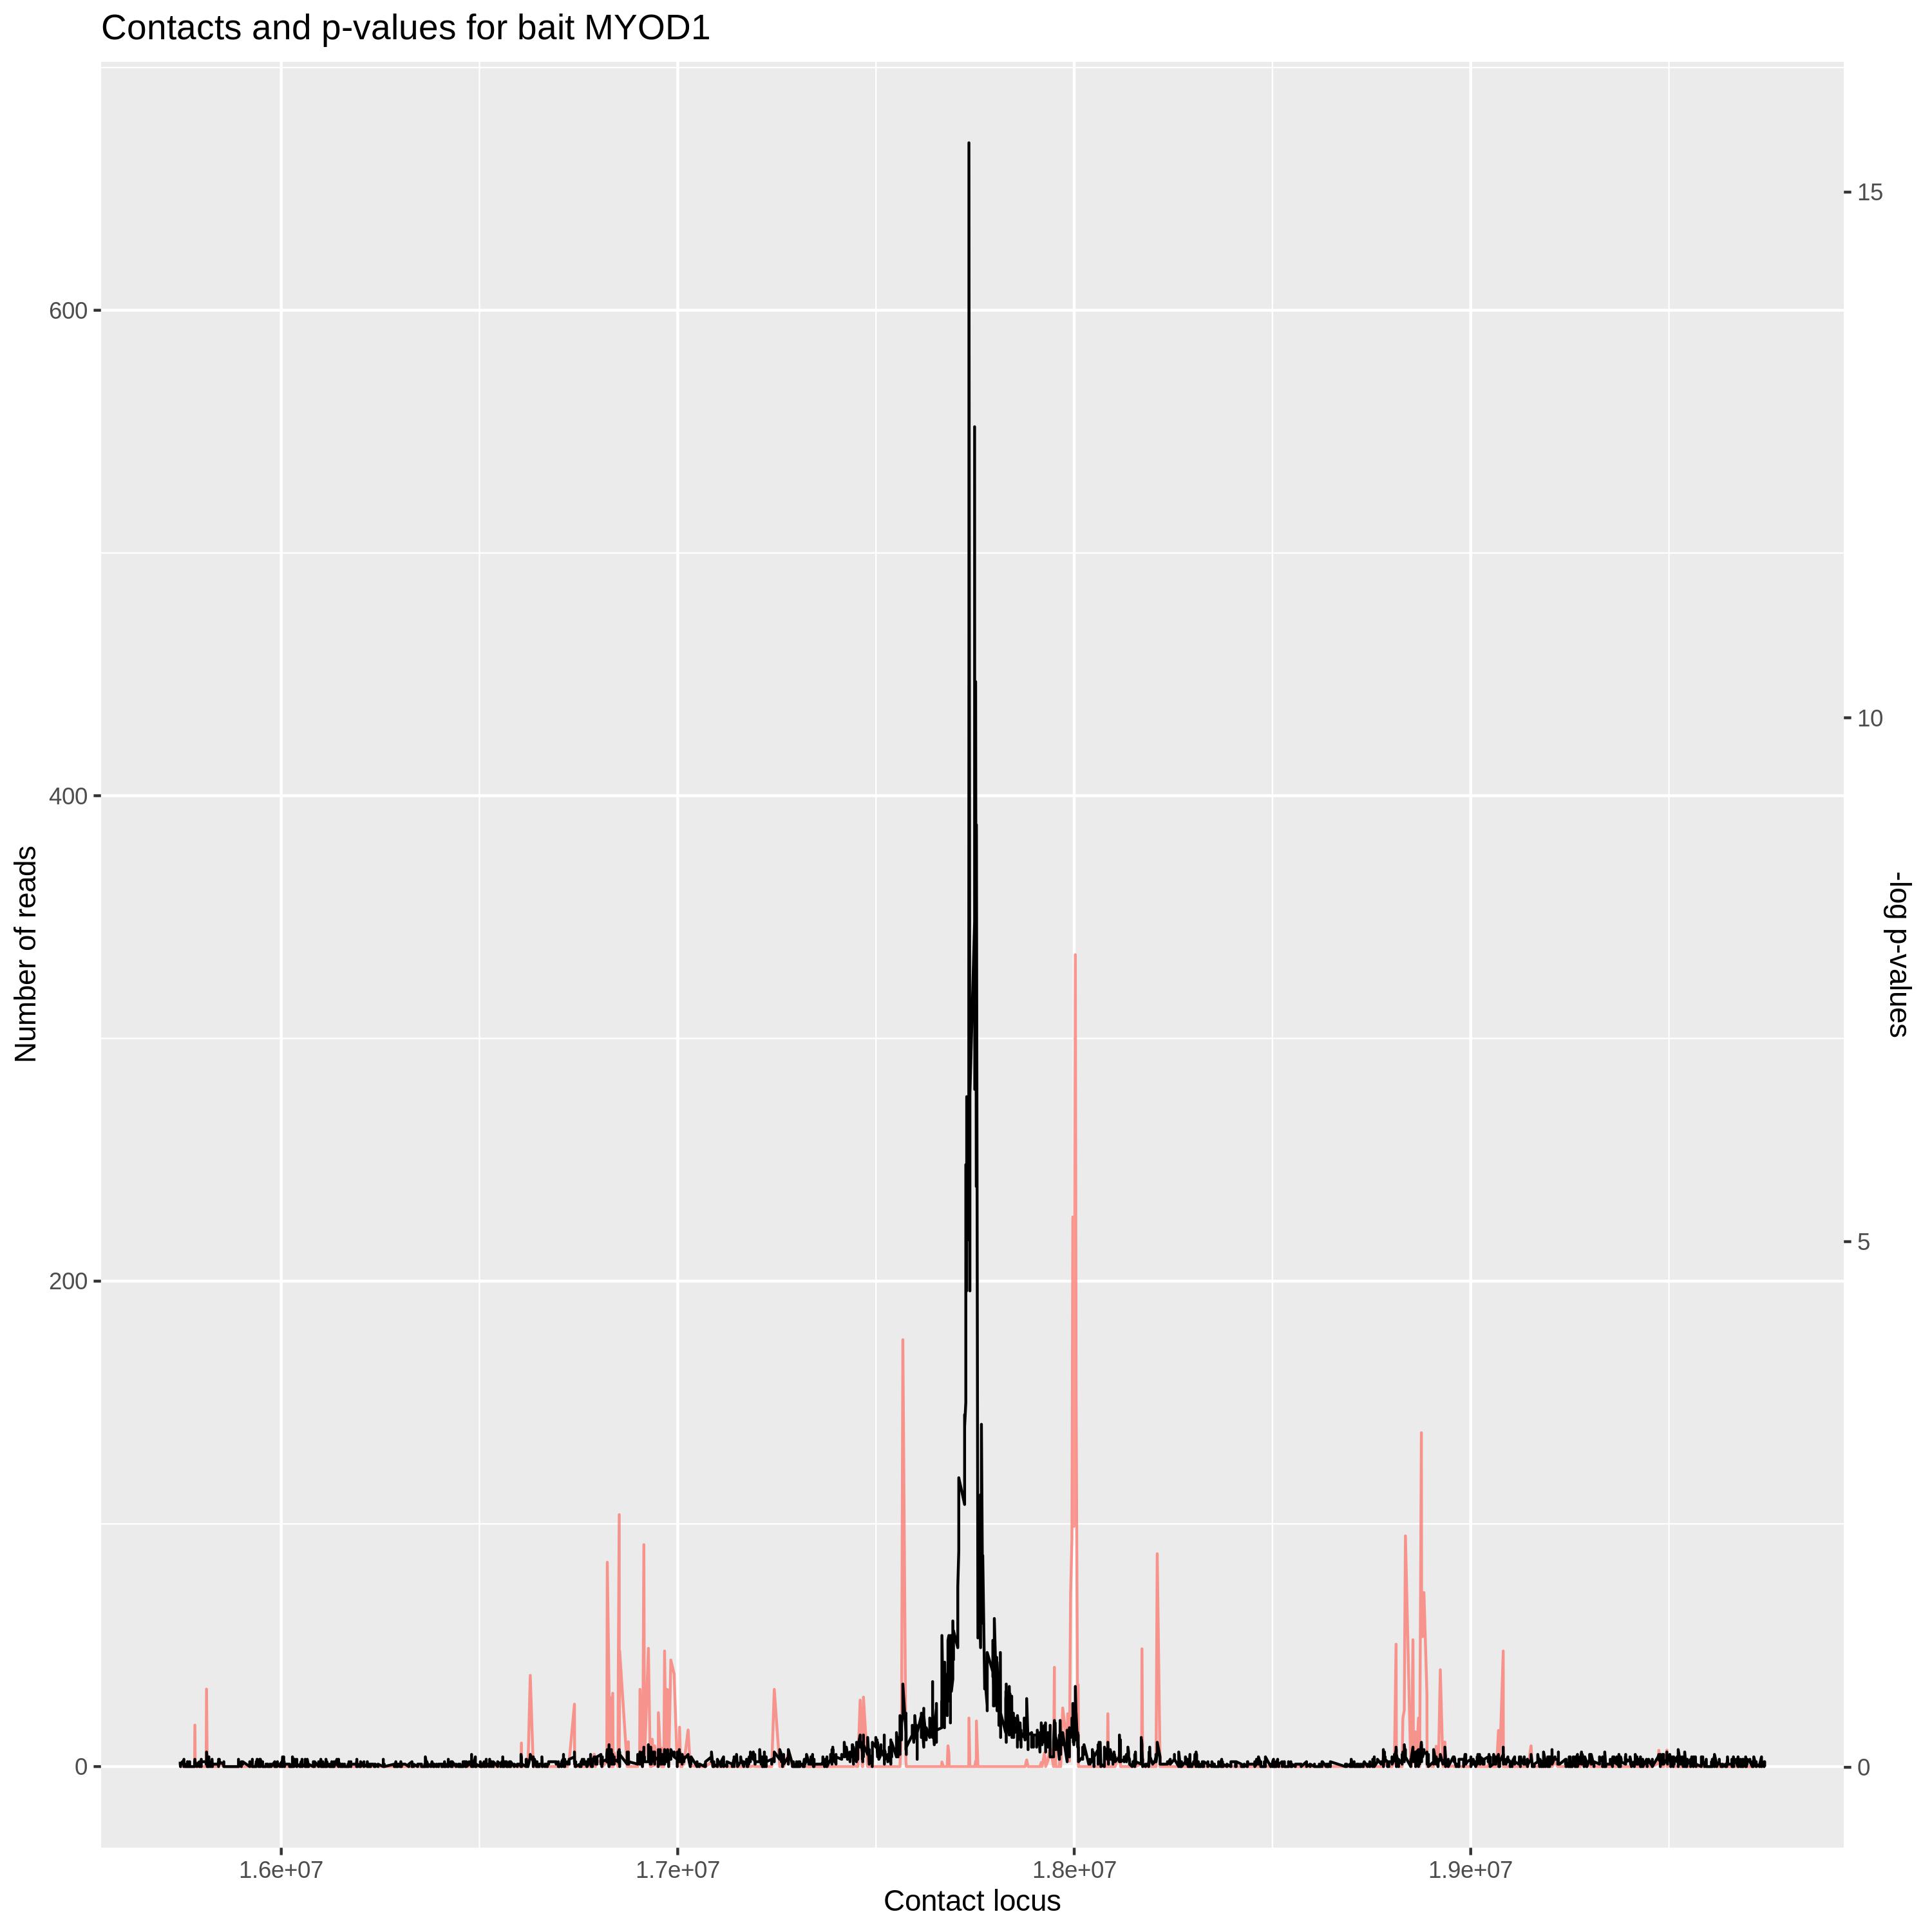 Contacts and p-values for bait MYOD1
600
400
200
0
15
10
5
0
Number of reads
-log p-values
1.6e+07
1.7e+07
1.8e+07
1.9e+07
Contact locus